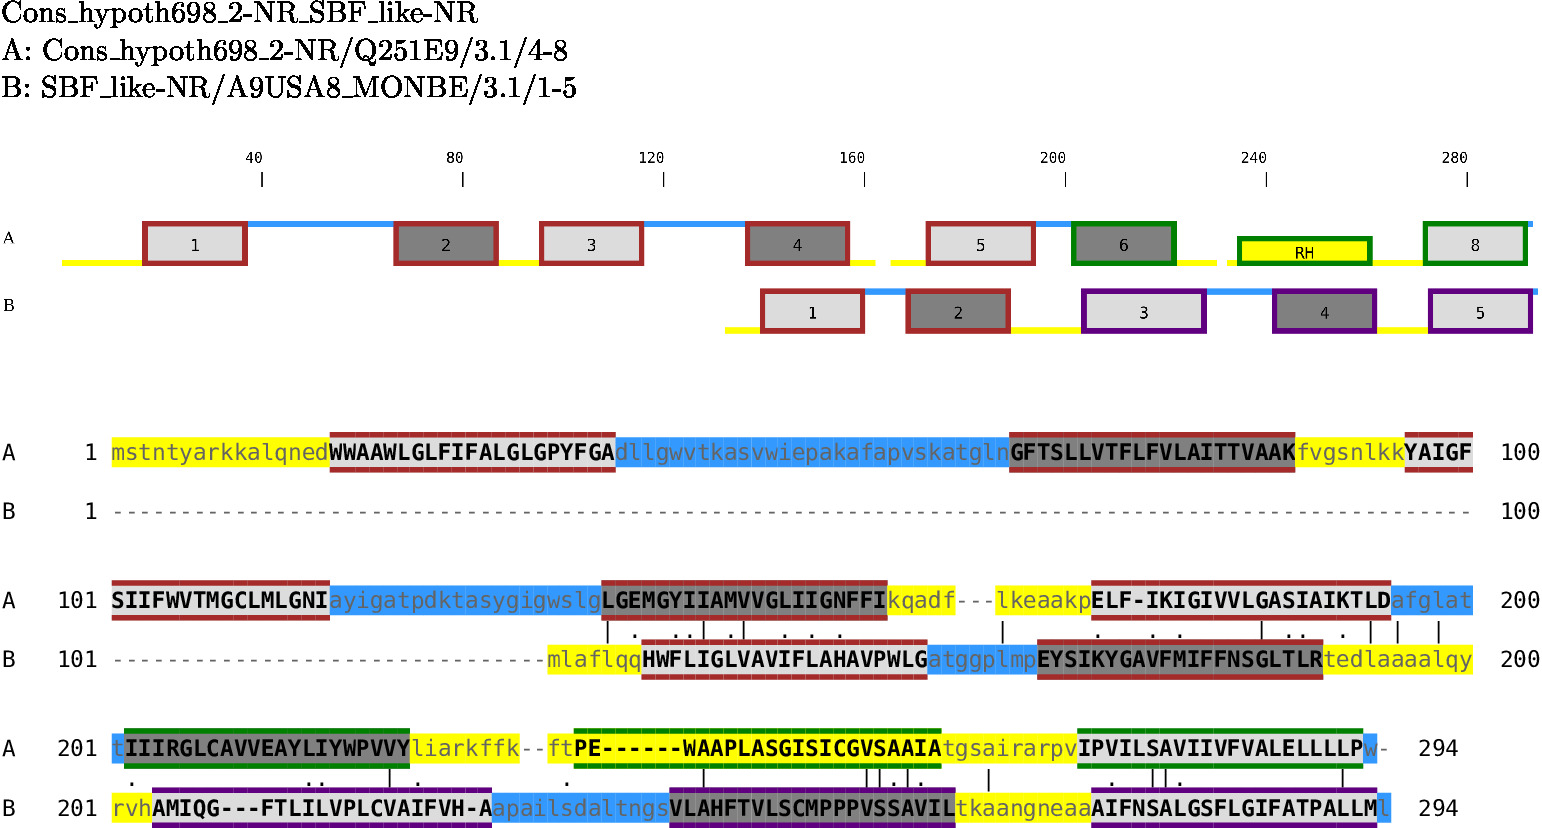 Cons_hypoth698_2-NR_SBF_like-NR
A: Cons_hypoth698_2-NR/Q251E9/3.1/4-8
B: SBF_like-NR/A9USA8_MONBE/3.1/1-5
40 80 120 160 200 240 280
A 1 2 3 4 5 6 RH 8
B 1 2 3 4 5
A 1 mstntyarkkalqnedWWAAWLGLFIFALGLGPYFGAdllgwvtkasvwiepakafapvskatglnGFTSLLVTFLFVLAITTVAAKfvgsnlkkYAIGF 100
B 1 ---------------------------------------------------------------------------------------------------- 100
A 101 SIIFWVTMGCLMLGNIayigatpdktasygigwslgLGEMGYIIAMVVGLIIGNFFIkqadf---lkeaakpELF-IKIGIVVLGASIAIKTLDafglat 200
B 101 --------------------------------mlaflqqHWFLIGLVAVIFLAHAVPWLGatggplmpEYSIKYGAVFMIFFNSGLTLRtedlaaaalqy 200
A 201 tIIIRGLCAVVEAYLIYWPVVYliarkffk--ftPE------WAAPLASGISICGVSAAIAtgsairarpvIPVILSAVIIVFVALELLLLPw- 294
B 201 rvhAMIQG---FTLILVPLCVAIFVH-AapailsdaltngsVLAHFTVLSCMPPPVSSAVILtkaangneaaAIFNSALGSFLGIFATPALLMl 294